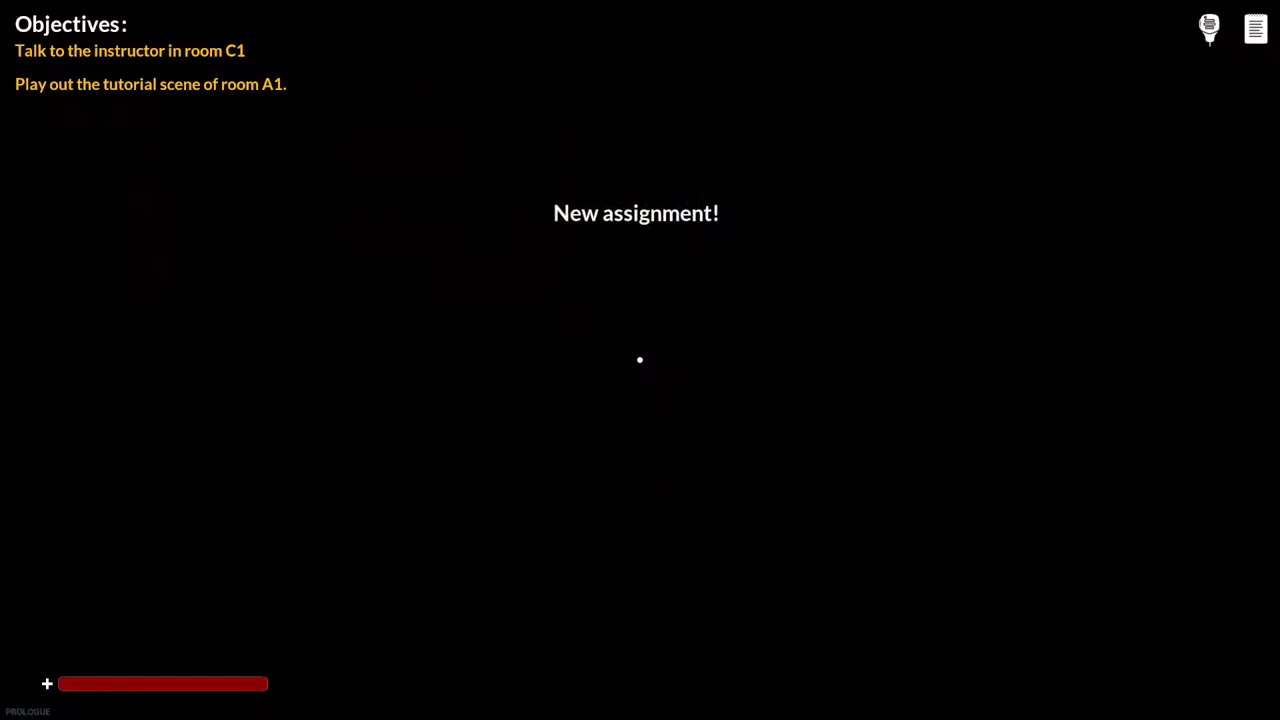 Objectives:
Talk to the instructor in room C1
Play out the tutorial scene of room A1.
New assignment!
PROLOGUE